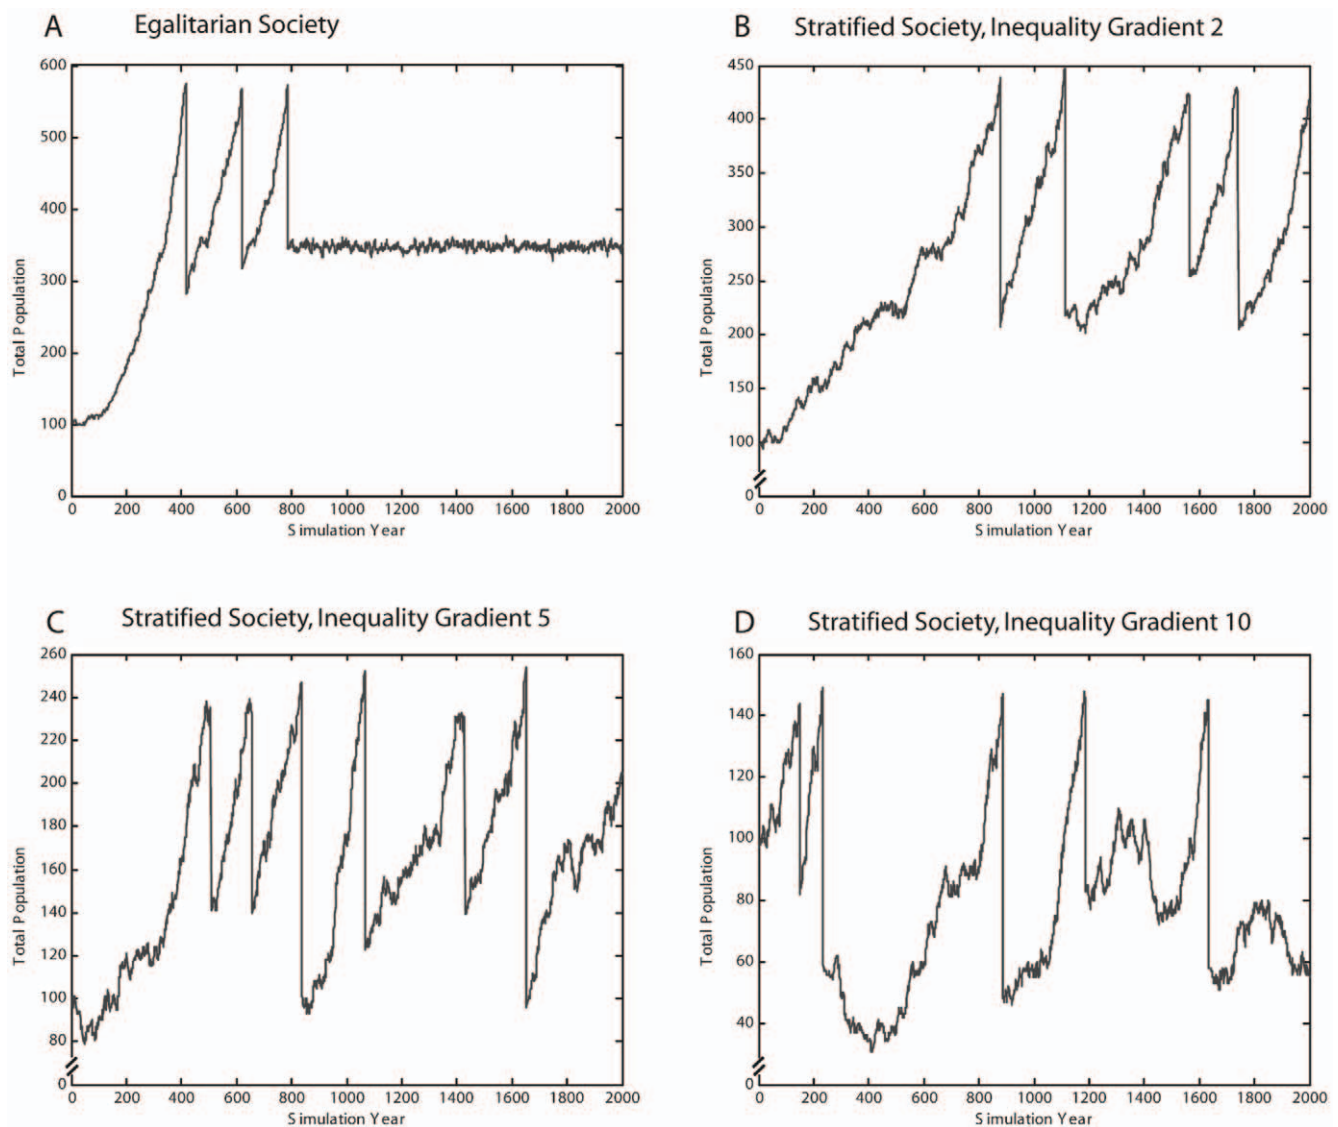 A Egalitarian Society
600
500
400
300
200
100
0
Total Population
0 200 400 600 800 1000 1200 1400 1600 1800 2000
Simulation Year
B Stratified Society, Inequality Gradient 2
450
400
350
300
250
200
150
100
0
Total Population
0 200 400 600 800 1000 1200 1400 1600 1800 2000
Simulation Year
C Stratified Society, Inequality Gradient 5
260
240
220
200
180
160
140
120
100
80
0
Total Population
0 200 400 600 800 1000 1200 1400 1600 1800 2000
Simulation Year
D Stratified Society, Inequality Gradient 10
160
140
120
100
80
60
40
0
Total Population
0 200 400 600 800 1000 1200 1400 1600 1800 2000
Simulation Year